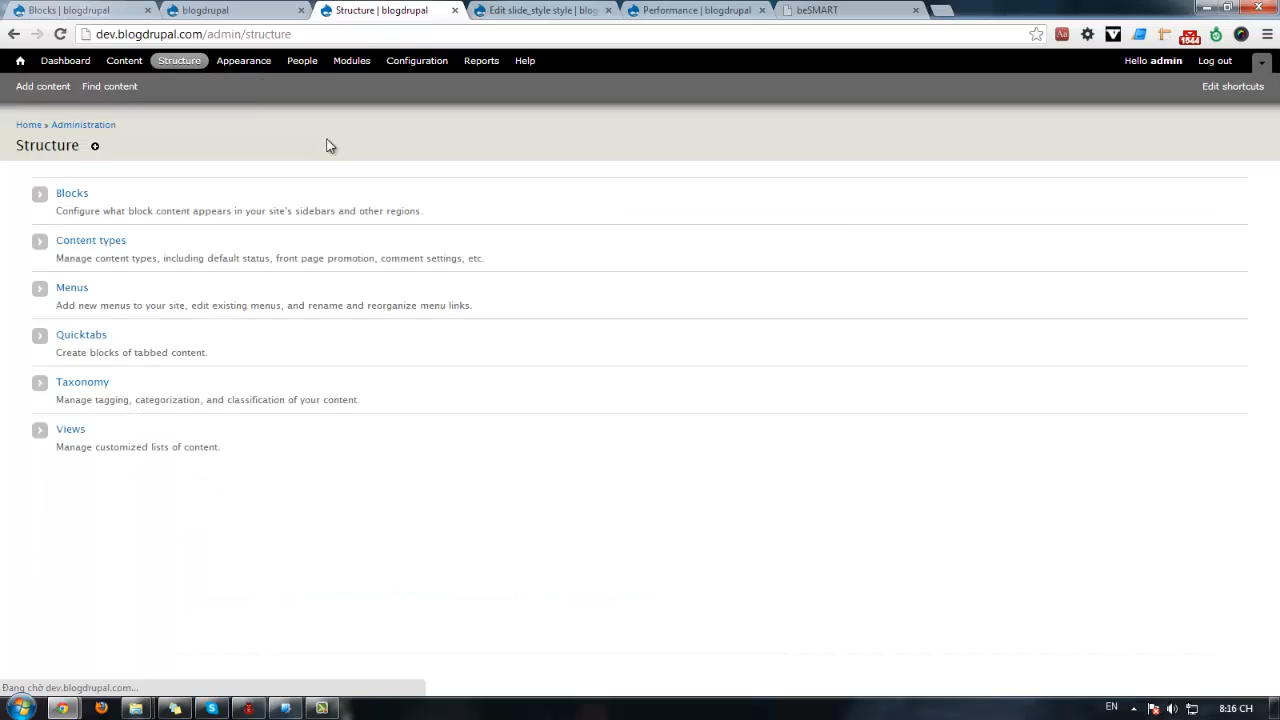 Blocks | blogdrupal
blogdrupal
Structure | blogdrupal
Edit slide_style style | blog
Performance | blogdrupal
beSMART
dev.blogdrupal.com/admin/structure
1544
Dashboard Content Structure Appearance People Modules Configuration Reports Help
Hello admin Log out
Add content Find content
Edit shortcuts
Home » Administration
Structure
Blocks
Configure what block content appears in your site's sidebars and other regions.
Content types
Manage content types, including default status, front page promotion, comment settings, etc.
Menus
Add new menus to your site, edit existing menus, and rename and reorganize menu links.
Quicktabs
Create blocks of tabbed content.
Taxonomy
Manage tagging, categorization, and classification of your content.
Views
Manage customized lists of content.
Đang chờ dev.blogdrupal.com...
EN
8:16 CH